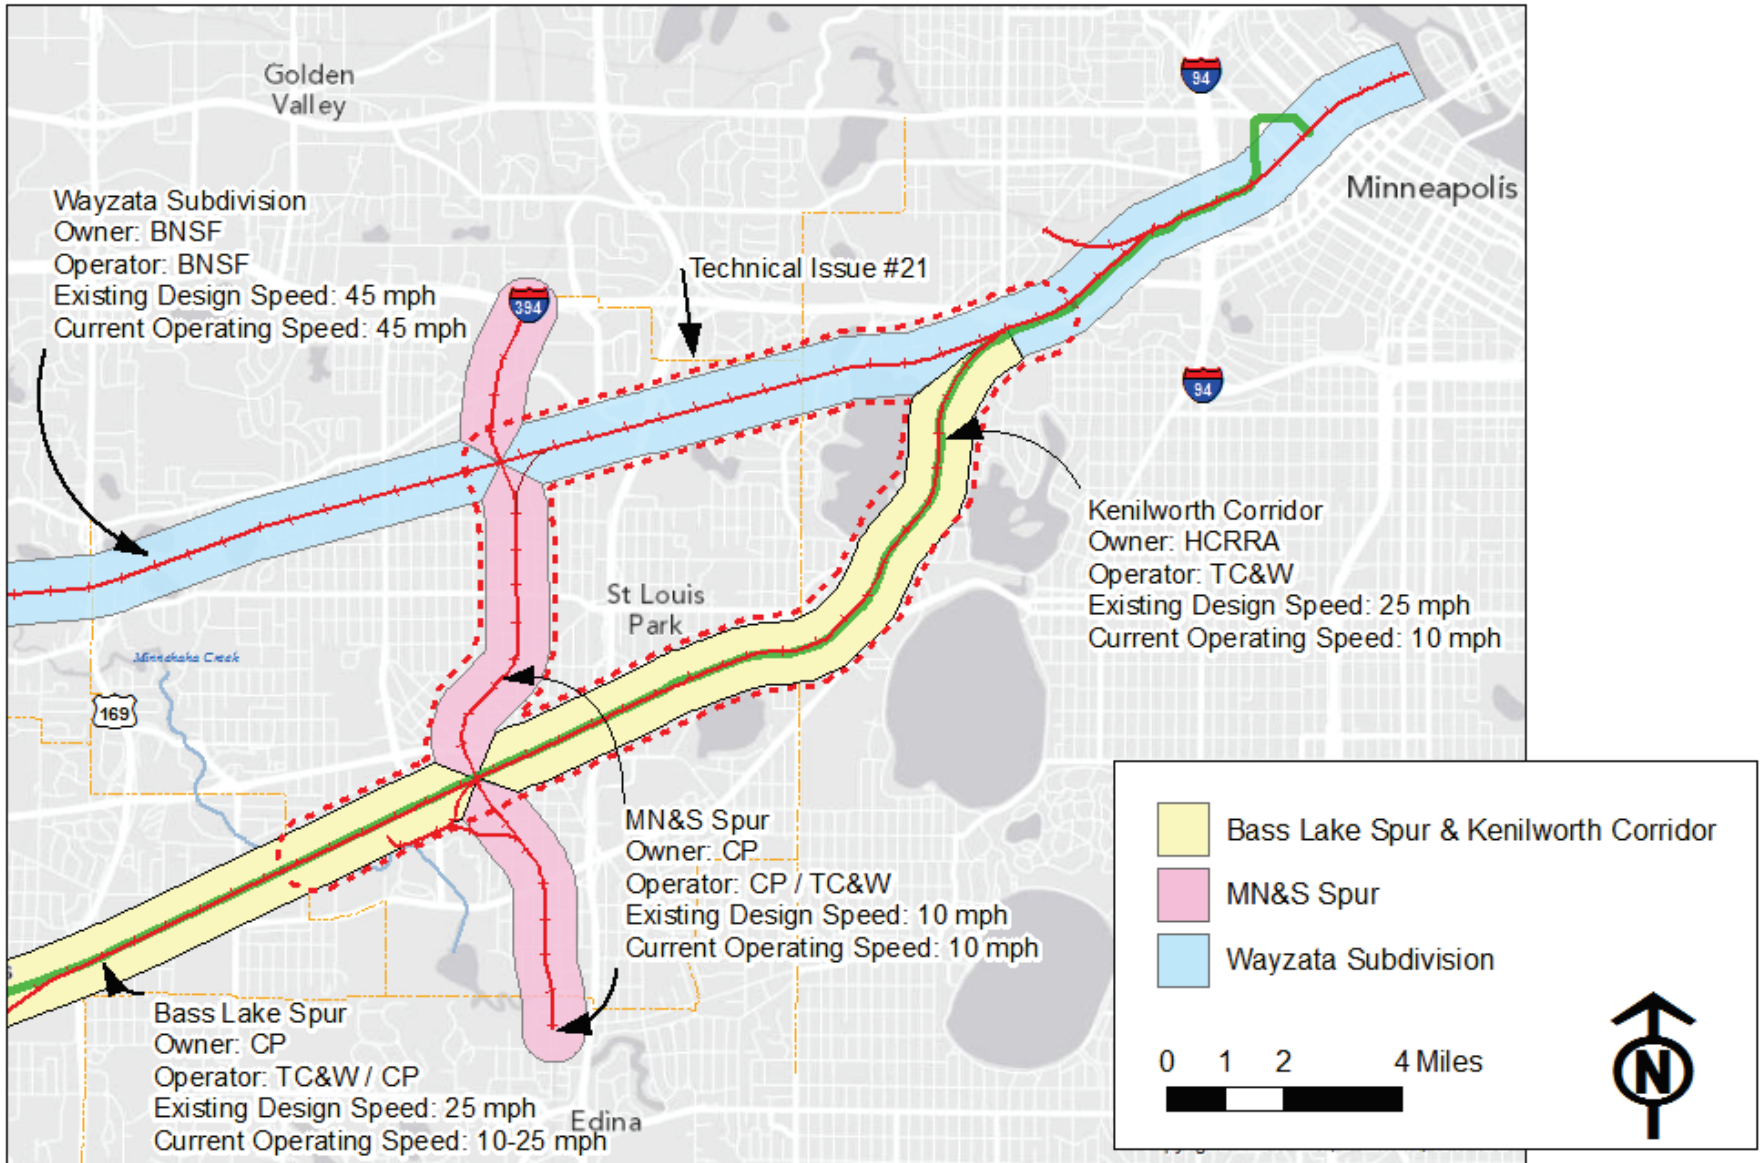 Golden
Valley
94
Minneapolis
Wayzata Subdivision
Owner: BNSF
Operator: BNSF
Existing Design Speed: 45 mph
Current Operating Speed: 45 mph
Technical Issue #21
394
94
Kenilworth Corridor
Owner: HCRRA
Operator: TC&W
Existing Design Speed: 25 mph
Current Operating Speed: 10 mph
St Louis
Park
Minnehaha Creek
169
MN&S Spur
Owner: CP
Operator: CP / TC&W
Existing Design Speed: 10 mph
Current Operating Speed: 10 mph
Bass Lake Spur
Owner: CP
Operator: TC&W / CP
Existing Design Speed: 25 mph
Current Operating Speed: 10-25 mph
Edina
Bass Lake Spur & Kenilworth Corridor
MN&S Spur
Wayzata Subdivision
0 1 2 4 Miles
N